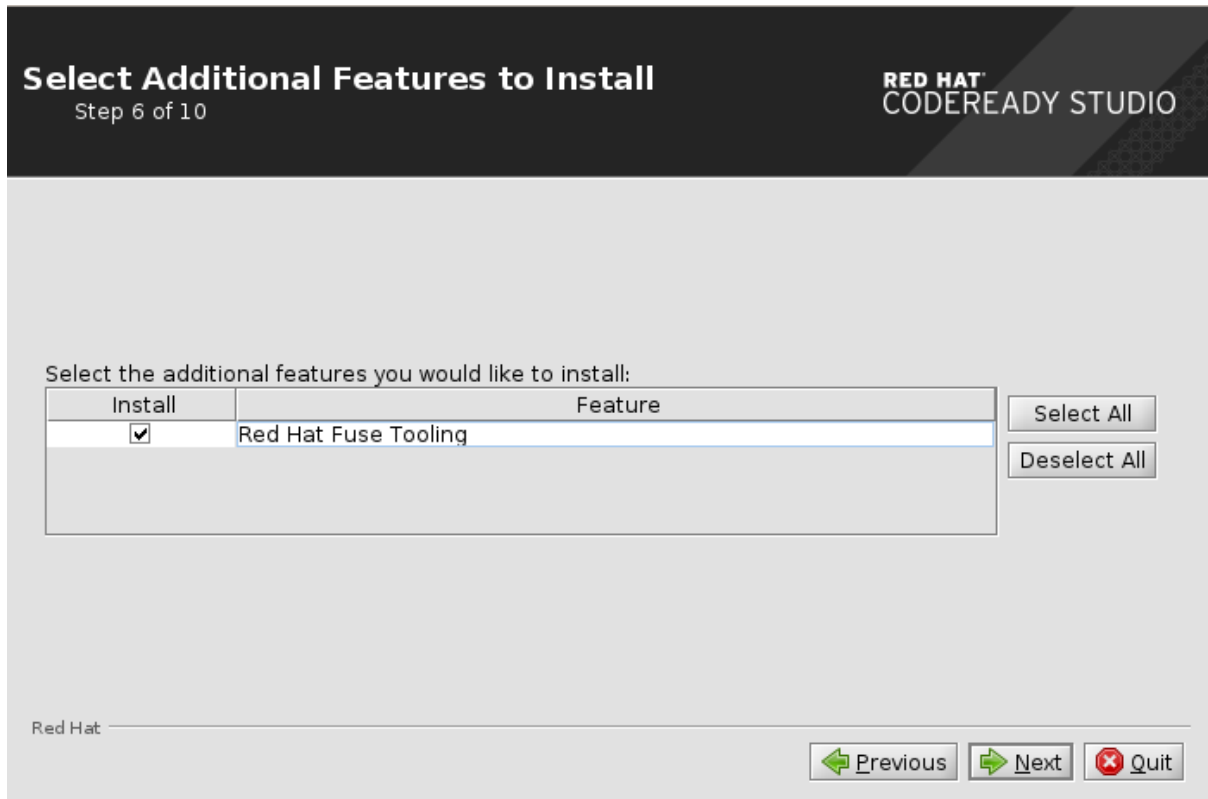 Select Additional Features to Install
Step 6 of 10
RED HAT
CODEREADY STUDIO
Select the additional features you would like to install:
Install Feature
Red Hat Fuse Tooling
Select All
Deselect All
Red Hat
Previous Next Quit